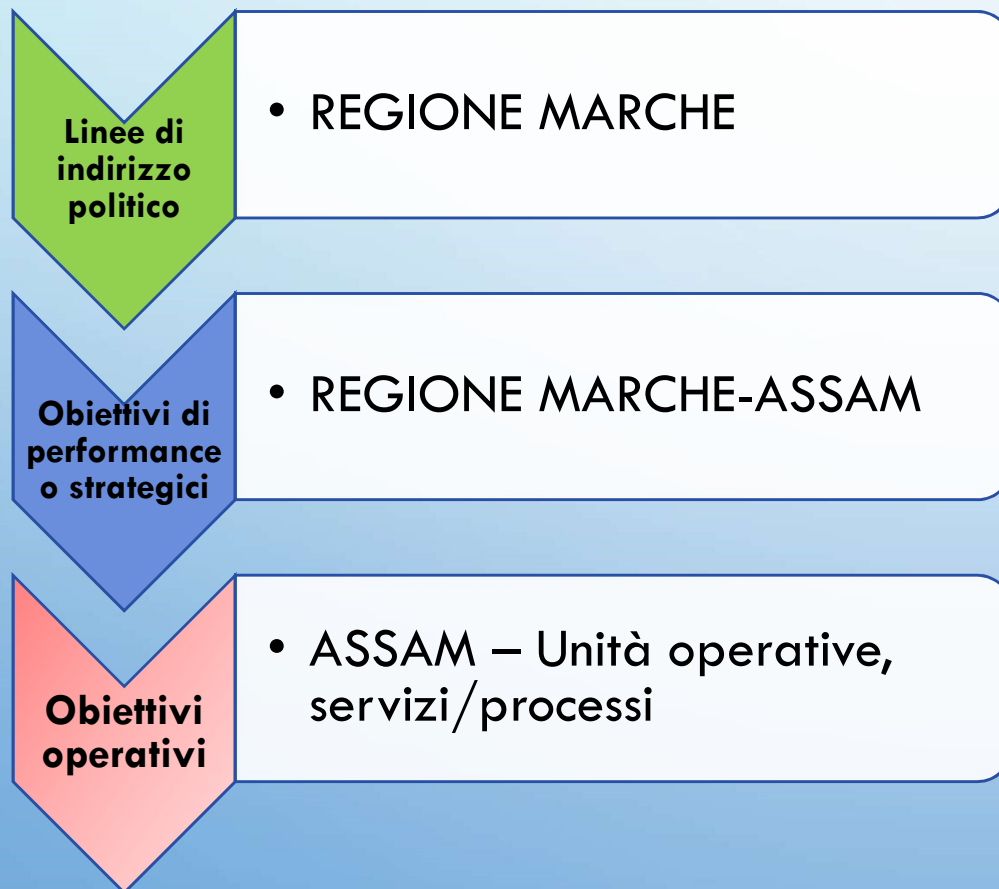 Linee di
indirizzo
politico
• REGIONE MARCHE
Obiettivi di
performance
o strategici
• REGIONE MARCHE-ASSAM
Obiettivi
operativi
• ASSAM – Unità operative,
servizi/processi